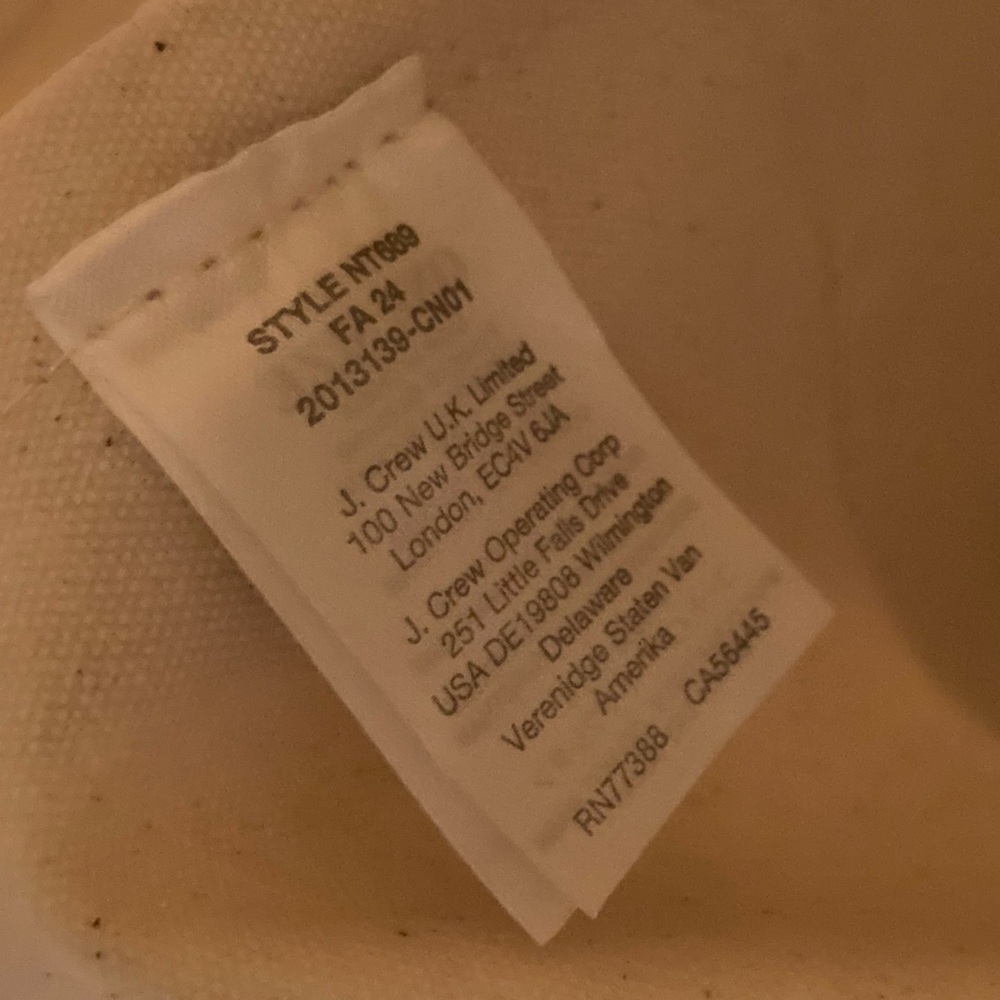 STYLE NT689
FA 24
2013139-CN01
J. Crew U.K. Limited
100 New Bridge Street
London, EC4V 6JA
J. Crew Operating Corp
251 Little Falls Drive
USA DE19808 Wilmington
Delaware
Verenidge Staten Van
Amerika
RN77388 CA56445